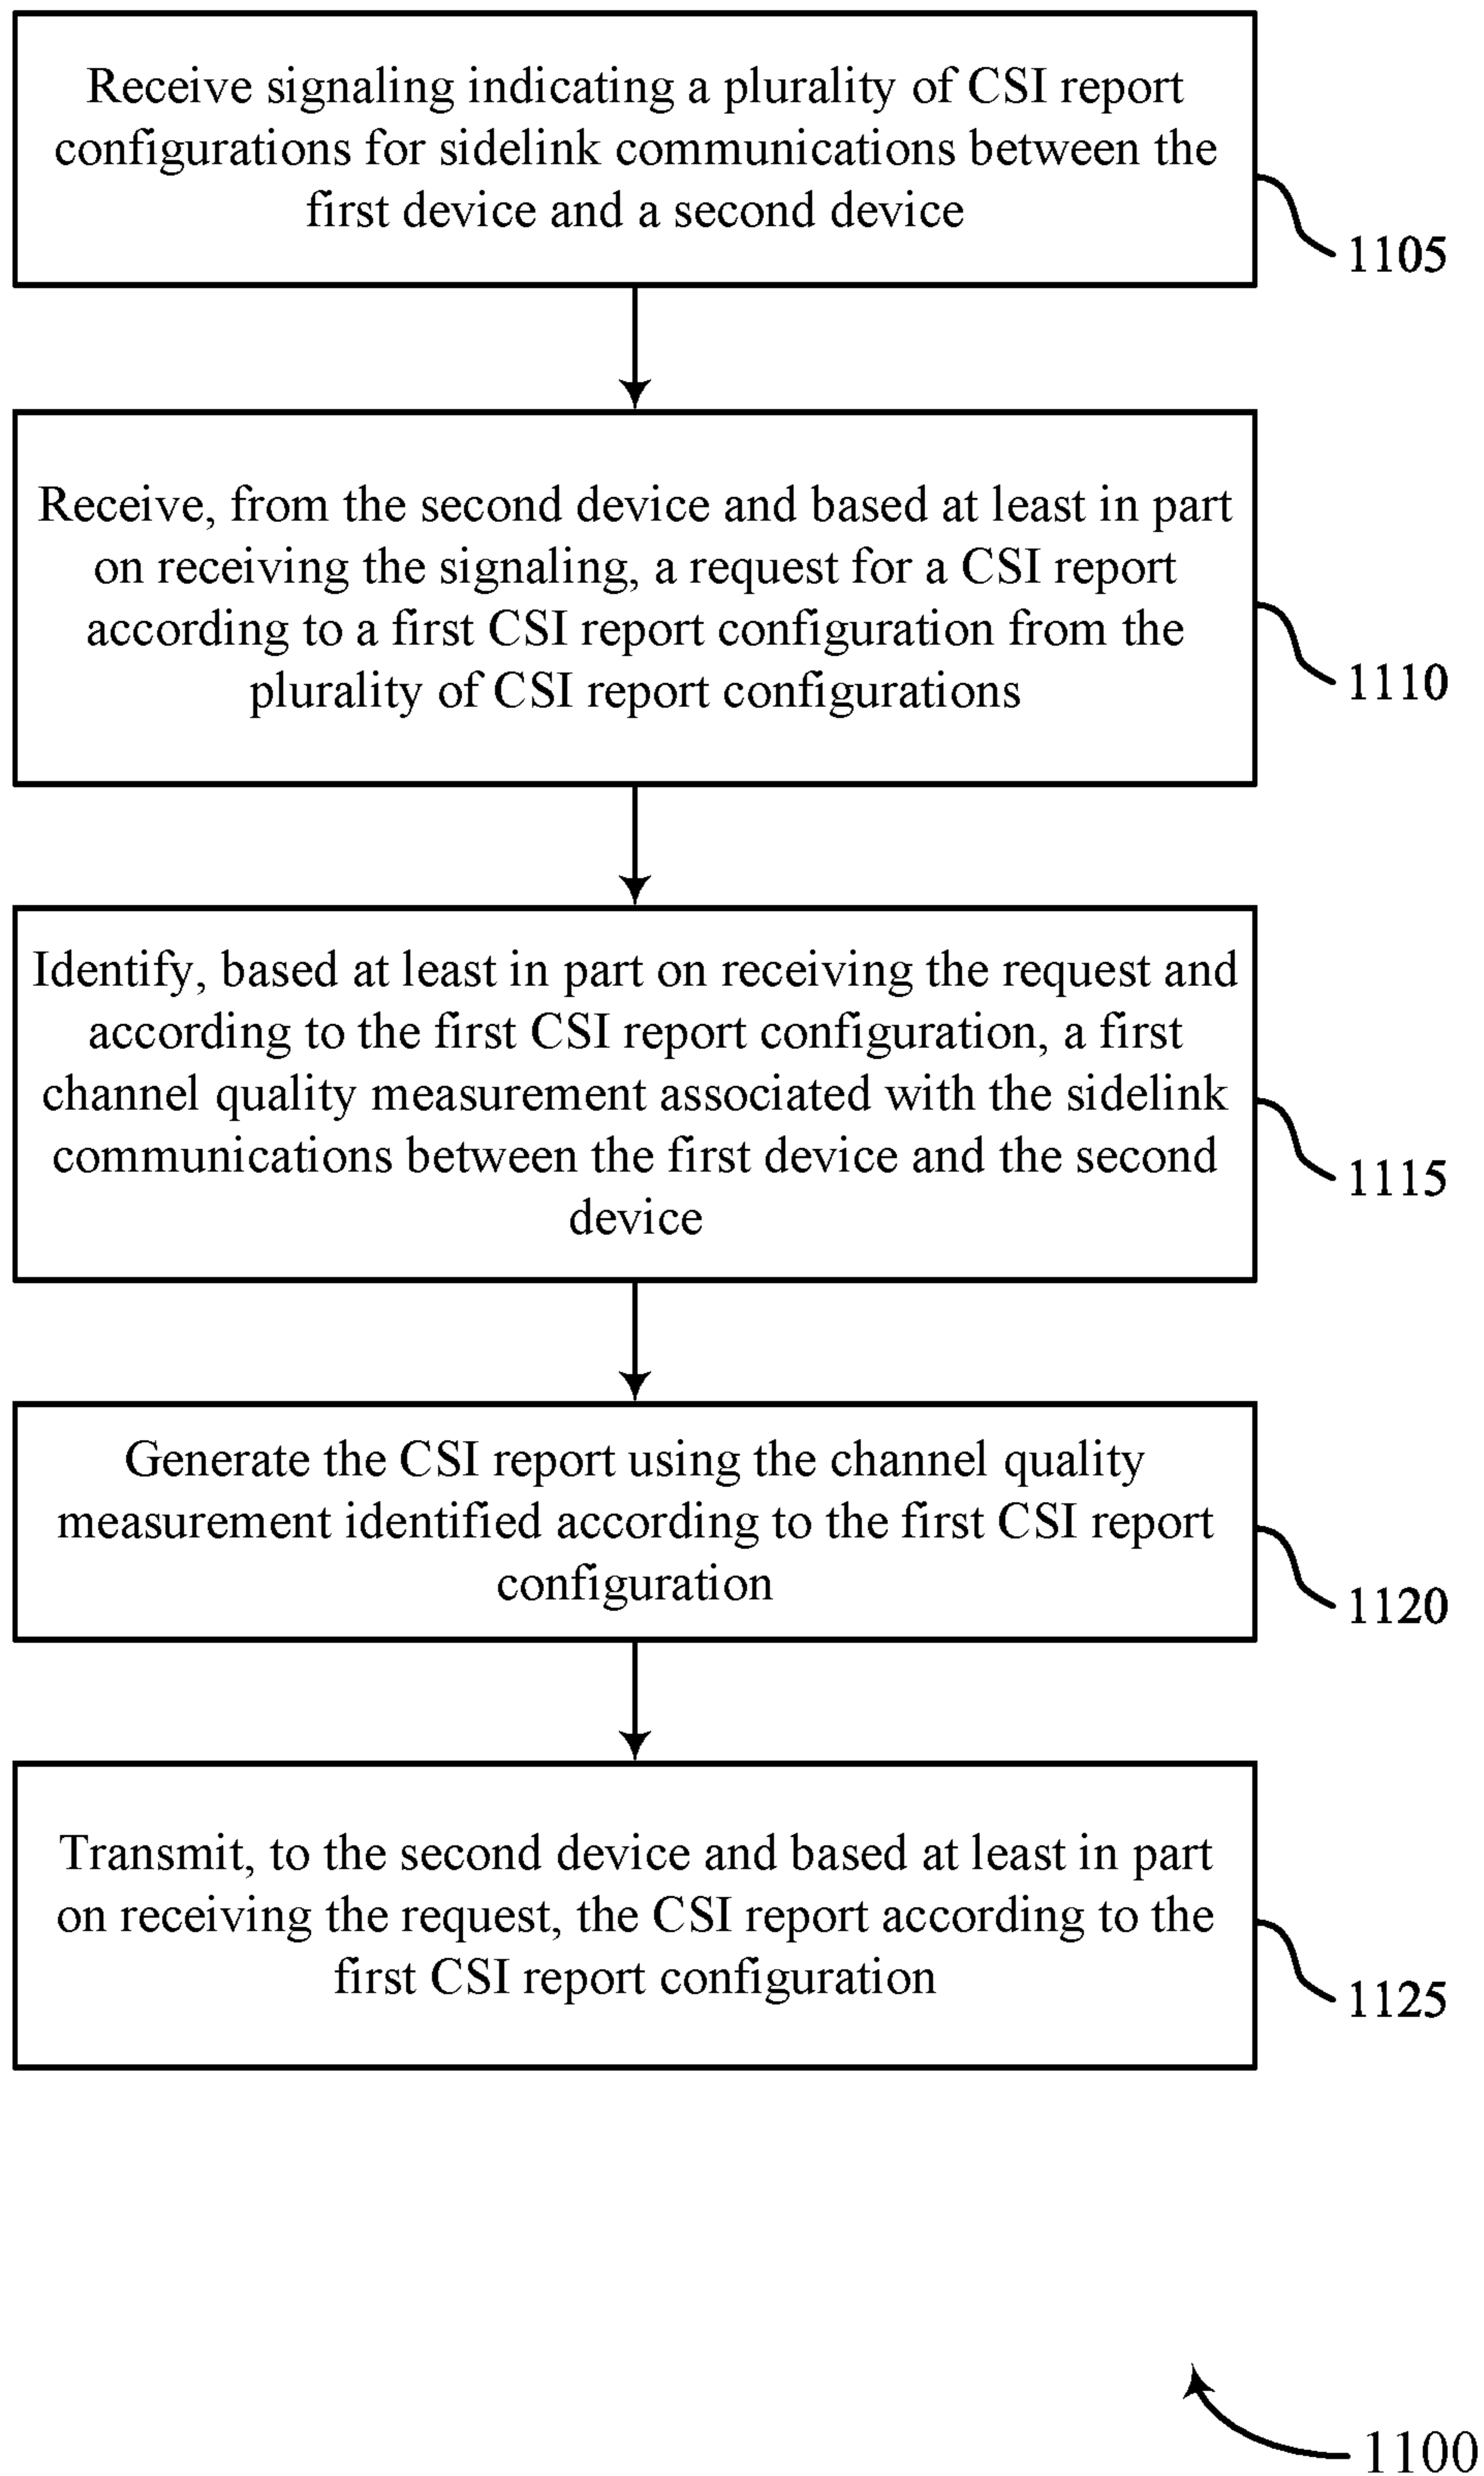 Receive signaling indicating a plurality of CSI report
configurations for sidelink communications between the
first device and a second device
1105
Receive, from the second device and based at least in part
on receiving the signaling, a request for a CSI report
according to a first CSI report configuration from the
plurality of CSI report configurations
1110
Identify, based at least in part on receiving the request and
according to the first CSI report configuration, a first
channel quality measurement associated with the sidelink
communications between the first device and the second
device
1115
Generate the CSI report using the channel quality
measurement identified according to the first CSI report
configuration
1120
Transmit, to the second device and based at least in part
on receiving the request, the CSI report according to the
first CSI report configuration
1125
1100